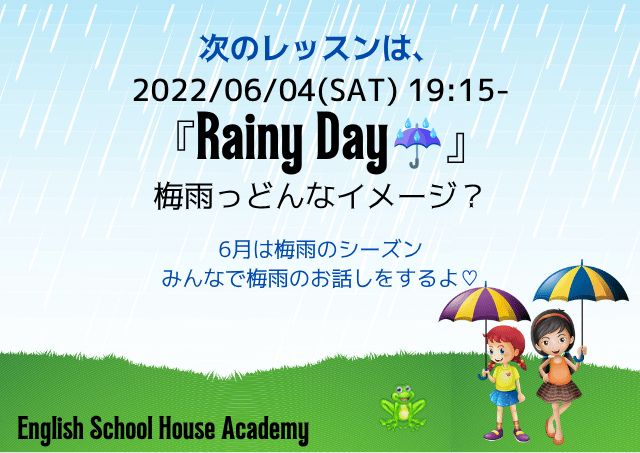 次のレッスンは、
2022/06/04(SAT) 19:15-
『Rainy Day☔』
梅雨っどんなイメージ？
6月は梅雨のシーズン
みんなで梅雨のお話しをするよ♡
English School House Academy